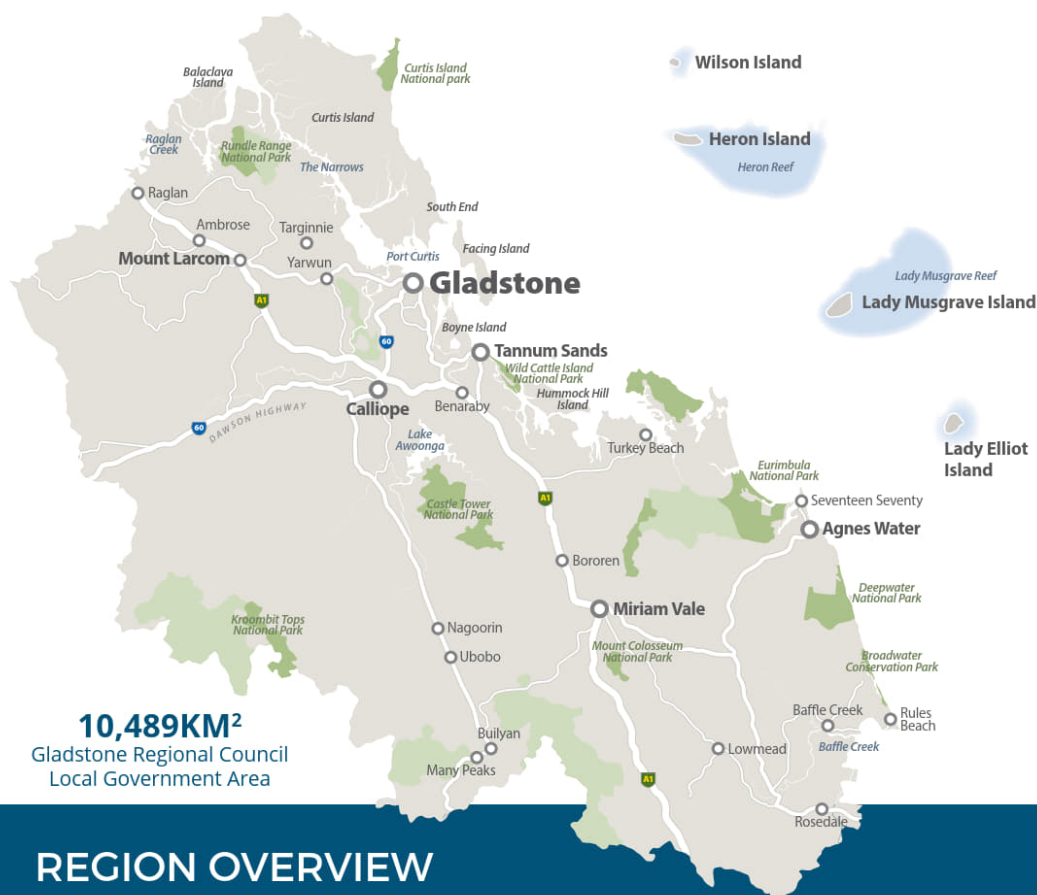 Wilson Island
Curtis Island
National park
Balaclava
Island
Curtis Island
Heron Island
Raglan
Creek
Rundle Range
National Park
The Narrows
Heron Reef
Raglan
South End
Ambrose
Targinnie
Facing Island
Mount Larcom
Yarwun
Port Curtis
Gladstone
Lady Musgrave Reef
Lady Musgrave Island
A1
Boyne Island
60
Tannum Sands
Wild Cattle Island
National Park
Calliope
Benaraby
Hummock Hill
Island
60
DAWSON HIGHWAY
Lake
Awoonga
Turkey Beach
Lady Elliot
Island
Eurimbula
National Park
A1
Castle Tower
National Park
Seventeen Seventy
Agnes Water
Bororen
Deepwater
National Park
Miriam Vale
Kroombit Tops
National Park
Nagoorin
Mount Colosseum
National Park
Ubobo
Broadwater
Conservation Park
10,489KM²
Gladstone Regional Council
Local Government Area
Baffle Creek
Rules
Beach
Builyan
Many Peaks
Lowmead
Baffle Creek
A1
Rosedale
REGION OVERVIEW